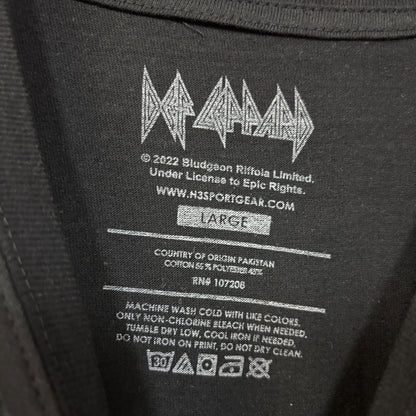 DEF LEPPARD
© 2022 Bludgeon Riffola Limited.
Under License to Epic Rights.
WWW.H3SPORTGEAR.COM
LARGE
COUNTRY OF ORIGIN PAKISTAN
COTTON 55 % POLYESTER 45%
RN# 107208
MACHINE WASH COLD WITH LIKE COLORS,
ONLY NON-CHLORINE BLEACH WHEN NEEDED,
TUMBLE DRY LOW, COOL IRON IF NEEDED.
DO NOT IRON ON PRINT, DO NOT DRY CLEAN.
30